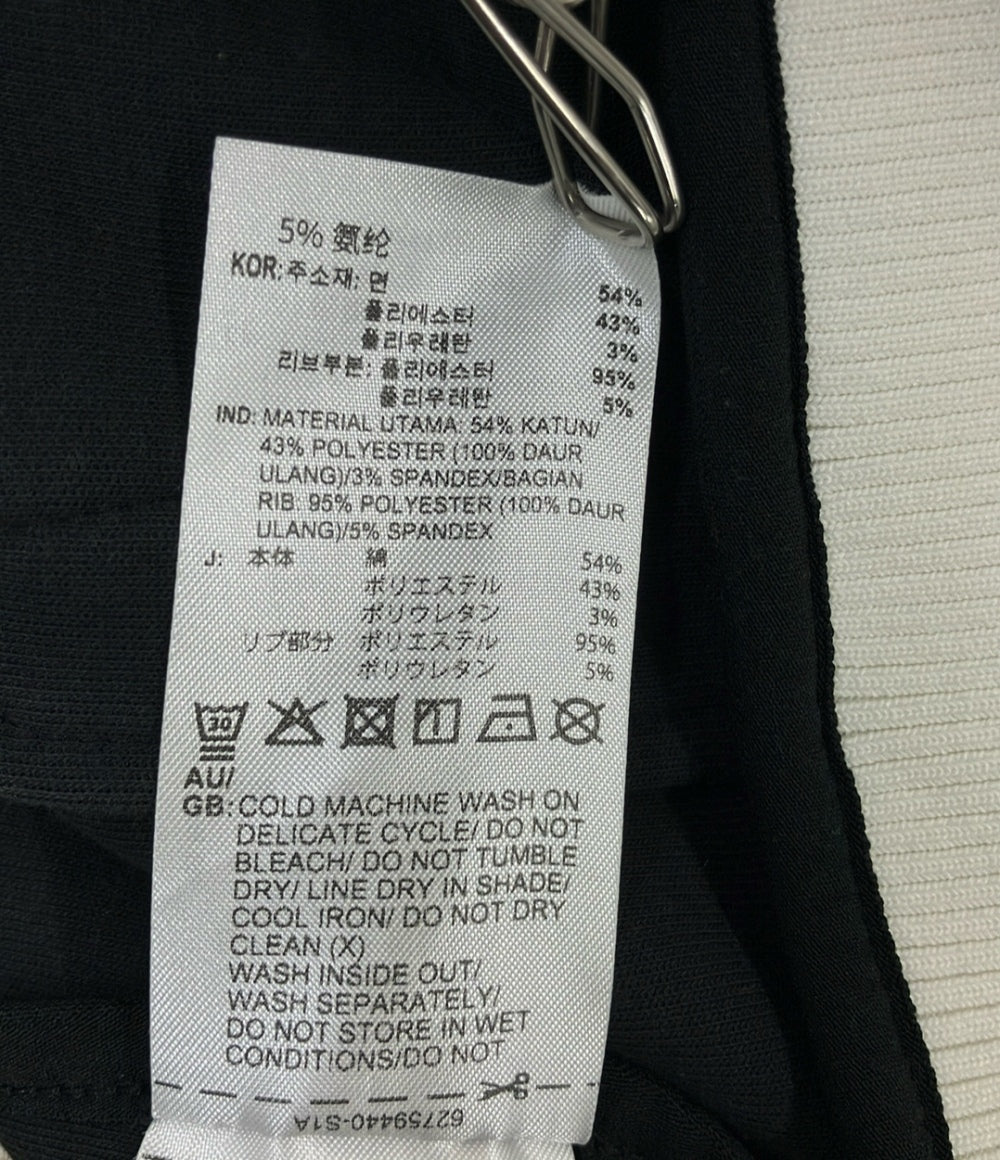 5% 氨纶
KOR: 주소재: 면 54%
폴리에스터 43%
폴리우레탄 3%
리브부분: 폴리에스터 95%
폴리우레탄 5%
IND: MATERIAL UTAMA: 54% KATUN/
43% POLYESTER (100% DAUR
ULANG)/3% SPANDEX/BAGIAN
RIB: 95% POLYESTER (100% DAUR
ULANG)/5% SPANDEX
J: 本体 綿 54%
ポリエステル 43%
ポリウレタン 3%
リブ部分 ポリエステル 95%
ポリウレタン 5%
30
AU/
GB: COLD MACHINE WASH ON
DELICATE CYCLE/ DO NOT
BLEACH/ DO NOT TUMBLE
DRY/ LINE DRY IN SHADE/
COOL IRON/ DO NOT DRY
CLEAN (X)
WASH INSIDE OUT/
WASH SEPARATELY/
DO NOT STORE IN WET
CONDITIONS/DO NOT
62759440-S1A